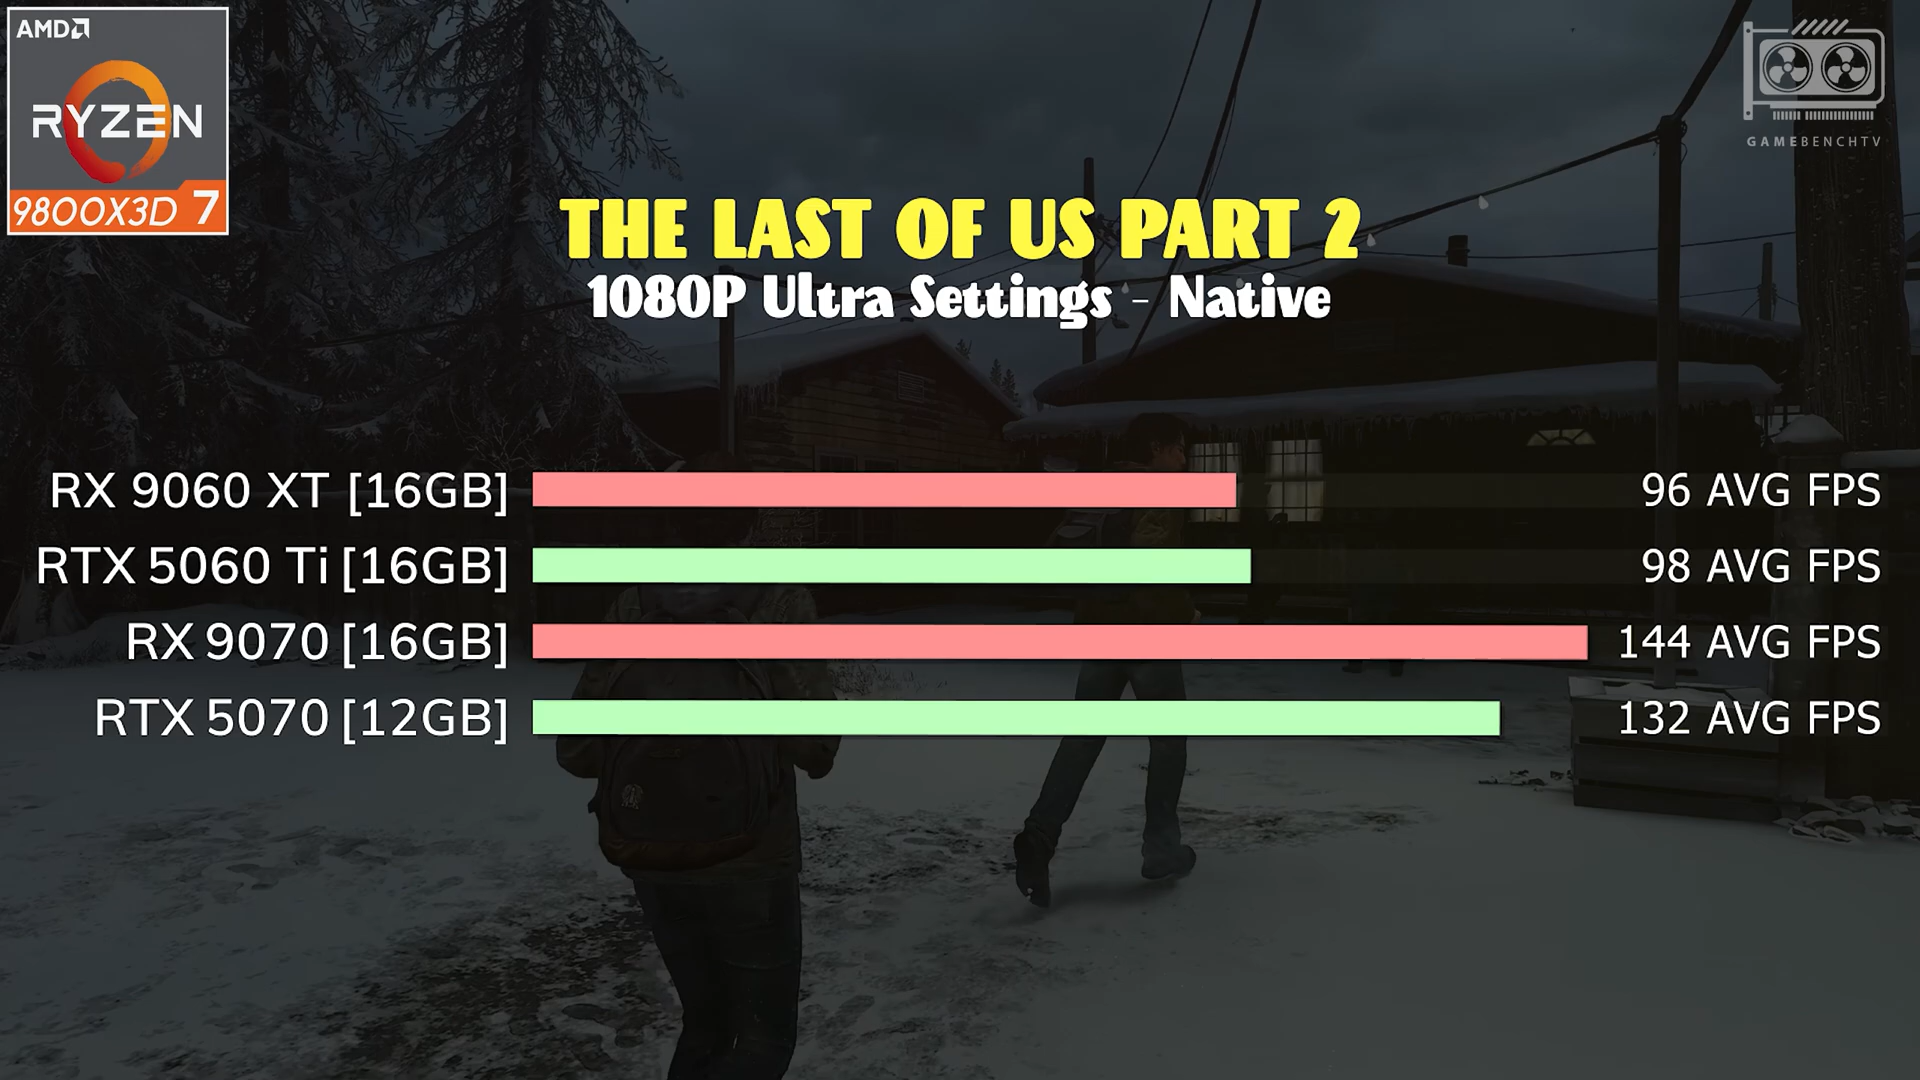 AMD
RYZEN
9800X3D 7
GAMEBENCHTV
THE LAST OF US PART 2
1080P Ultra Settings - Native
RX 9060 XT [16GB] 96 AVG FPS
RTX 5060 Ti [16GB] 98 AVG FPS
RX 9070 [16GB] 144 AVG FPS
RTX 5070 [12GB] 132 AVG FPS